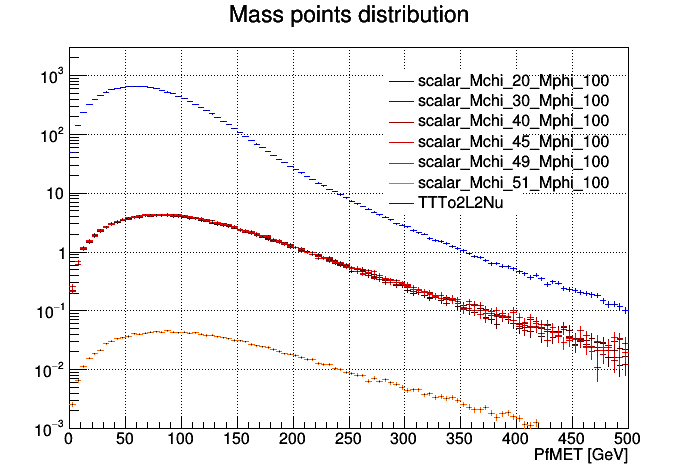 Mass points distribution
10³
10²
10
1
10⁻¹
10⁻²
10⁻³
scalar_Mchi_20_Mphi_100
scalar_Mchi_30_Mphi_100
scalar_Mchi_40_Mphi_100
scalar_Mchi_45_Mphi_100
scalar_Mchi_49_Mphi_100
scalar_Mchi_51_Mphi_100
TTTo2L2Nu
0 50 100 150 200 250 300 350 400 450 500
PfMET [GeV]